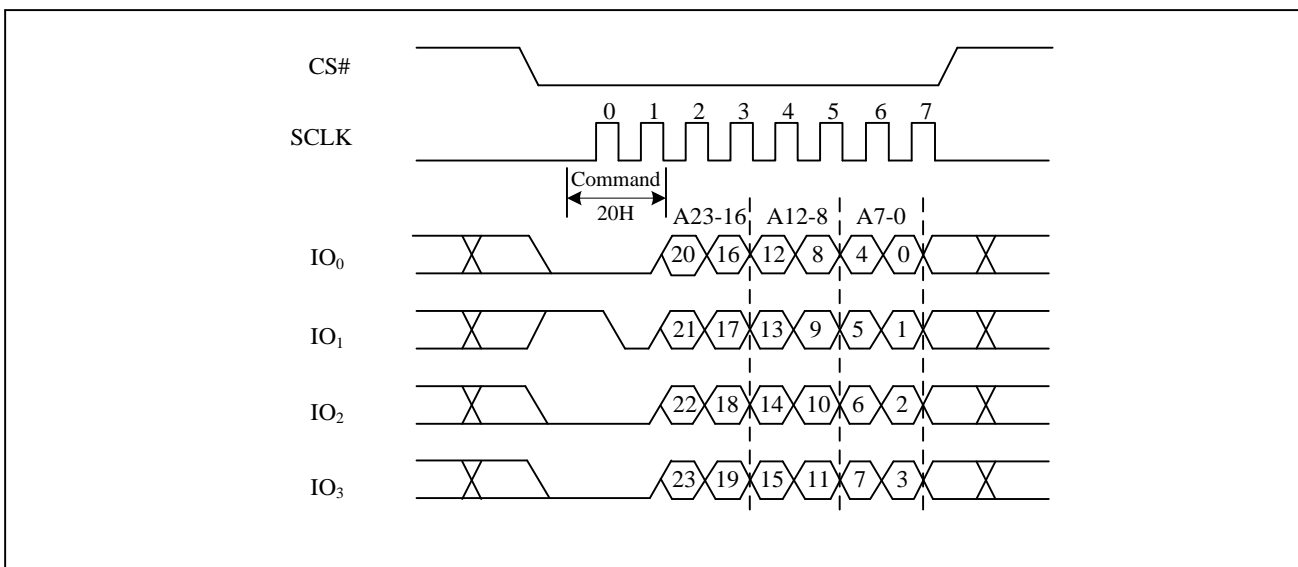 CS#
0 1 2 3 4 5 6 7
SCLK
Command
20H
A23-16 A12-8 A7-0
IO0 20 16 12 8 4 0
IO1 21 17 13 9 5 1
IO2 22 18 14 10 6 2
IO3 23 19 15 11 7 3